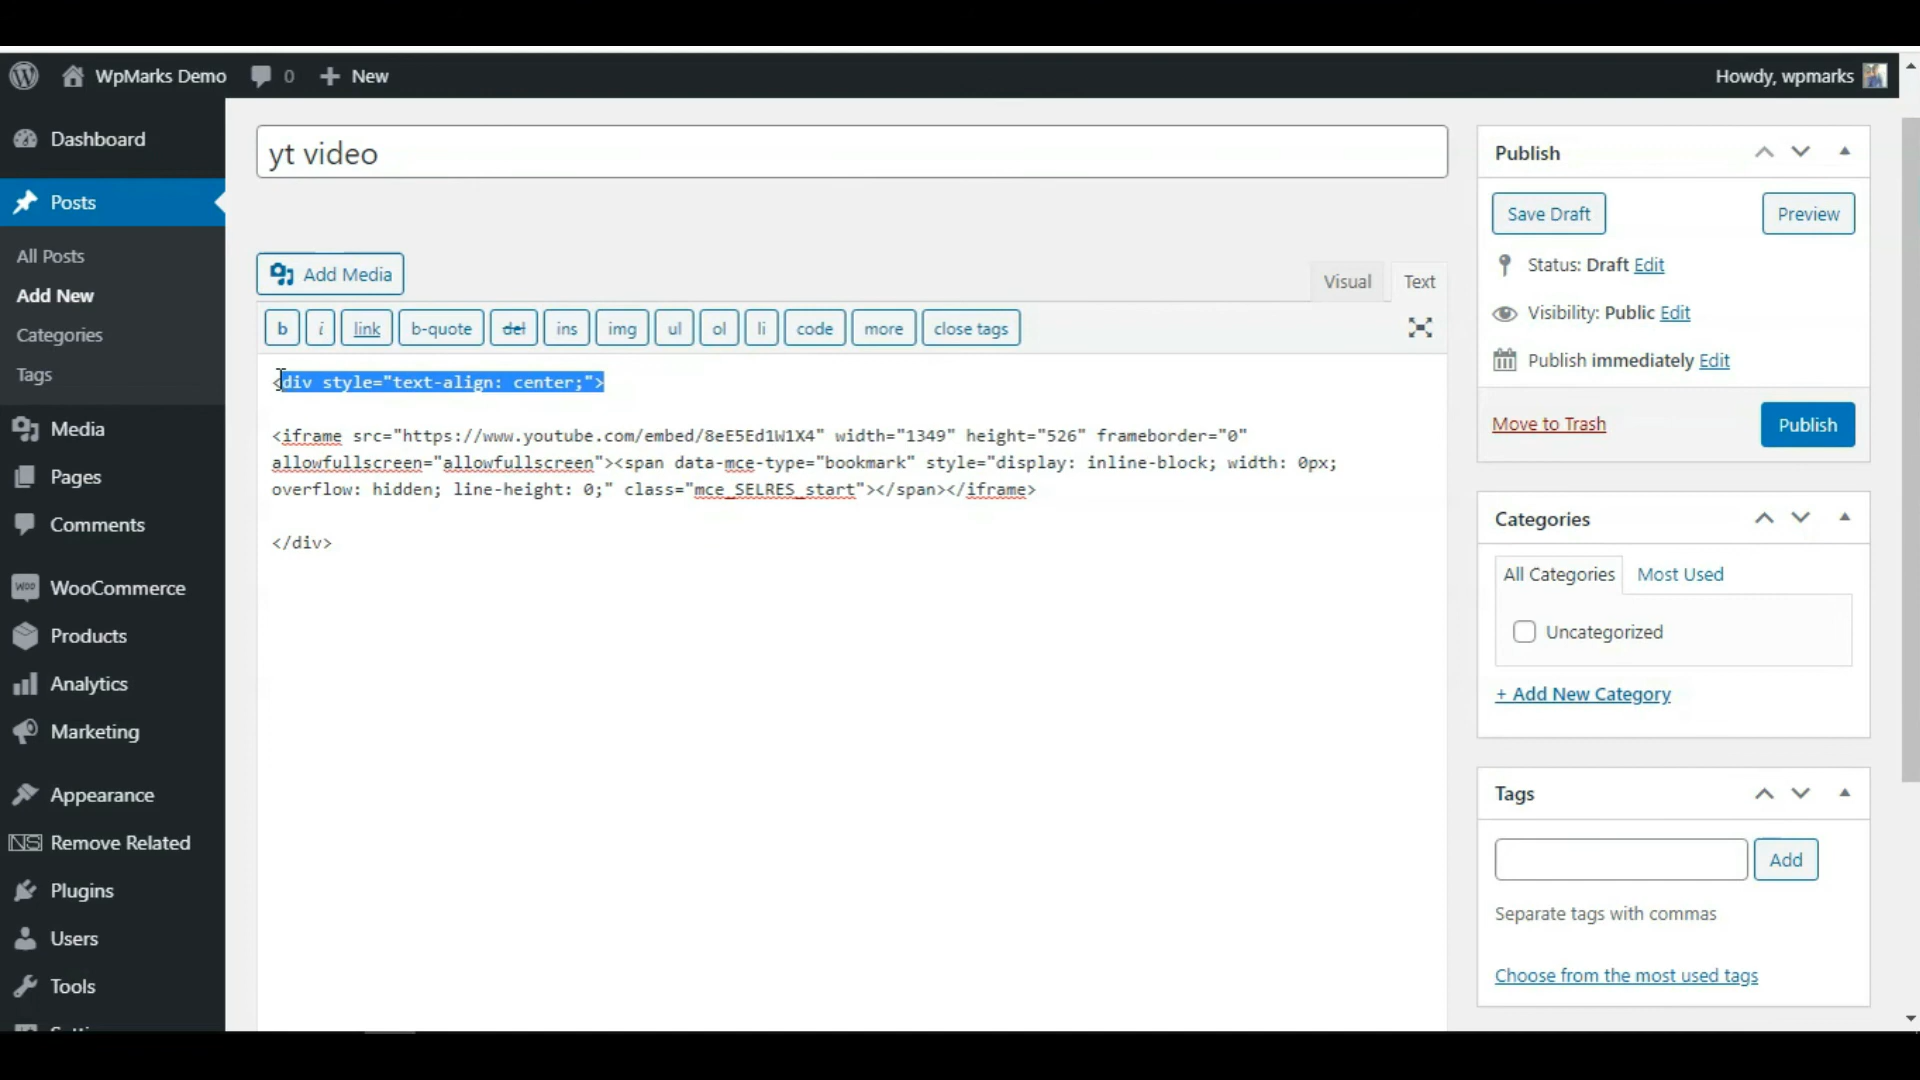 WpMarks Demo 0 + New Howdy, wpmarks
Dashboard
Posts
All Posts
Add New
Categories
Tags
Media
Pages
Comments
WOO WooCommerce
Products
Analytics
Marketing
Appearance
NS Remove Related
Plugins
Users
Tools
yt video
Add Media
Visual Text
b i link b-quote del ins img ul ol li code more close tags
<div style="text-align: center;">
<iframe src="https://www.youtube.com/embed/8eE5Ed1W1X4" width="1349" height="526" frameborder="0"
allowfullscreen="allowfullscreen"><span data-mce-type="bookmark" style="display: inline-block; width: 0px;
overflow: hidden; line-height: 0;" class="mce_SELRES_start"></span></iframe>
</div>
Publish
Save Draft Preview
Status: Draft Edit
Visibility: Public Edit
Publish immediately Edit
Move to Trash Publish
Categories
All Categories Most Used
Uncategorized
+ Add New Category
Tags
Add
Separate tags with commas
Choose from the most used tags